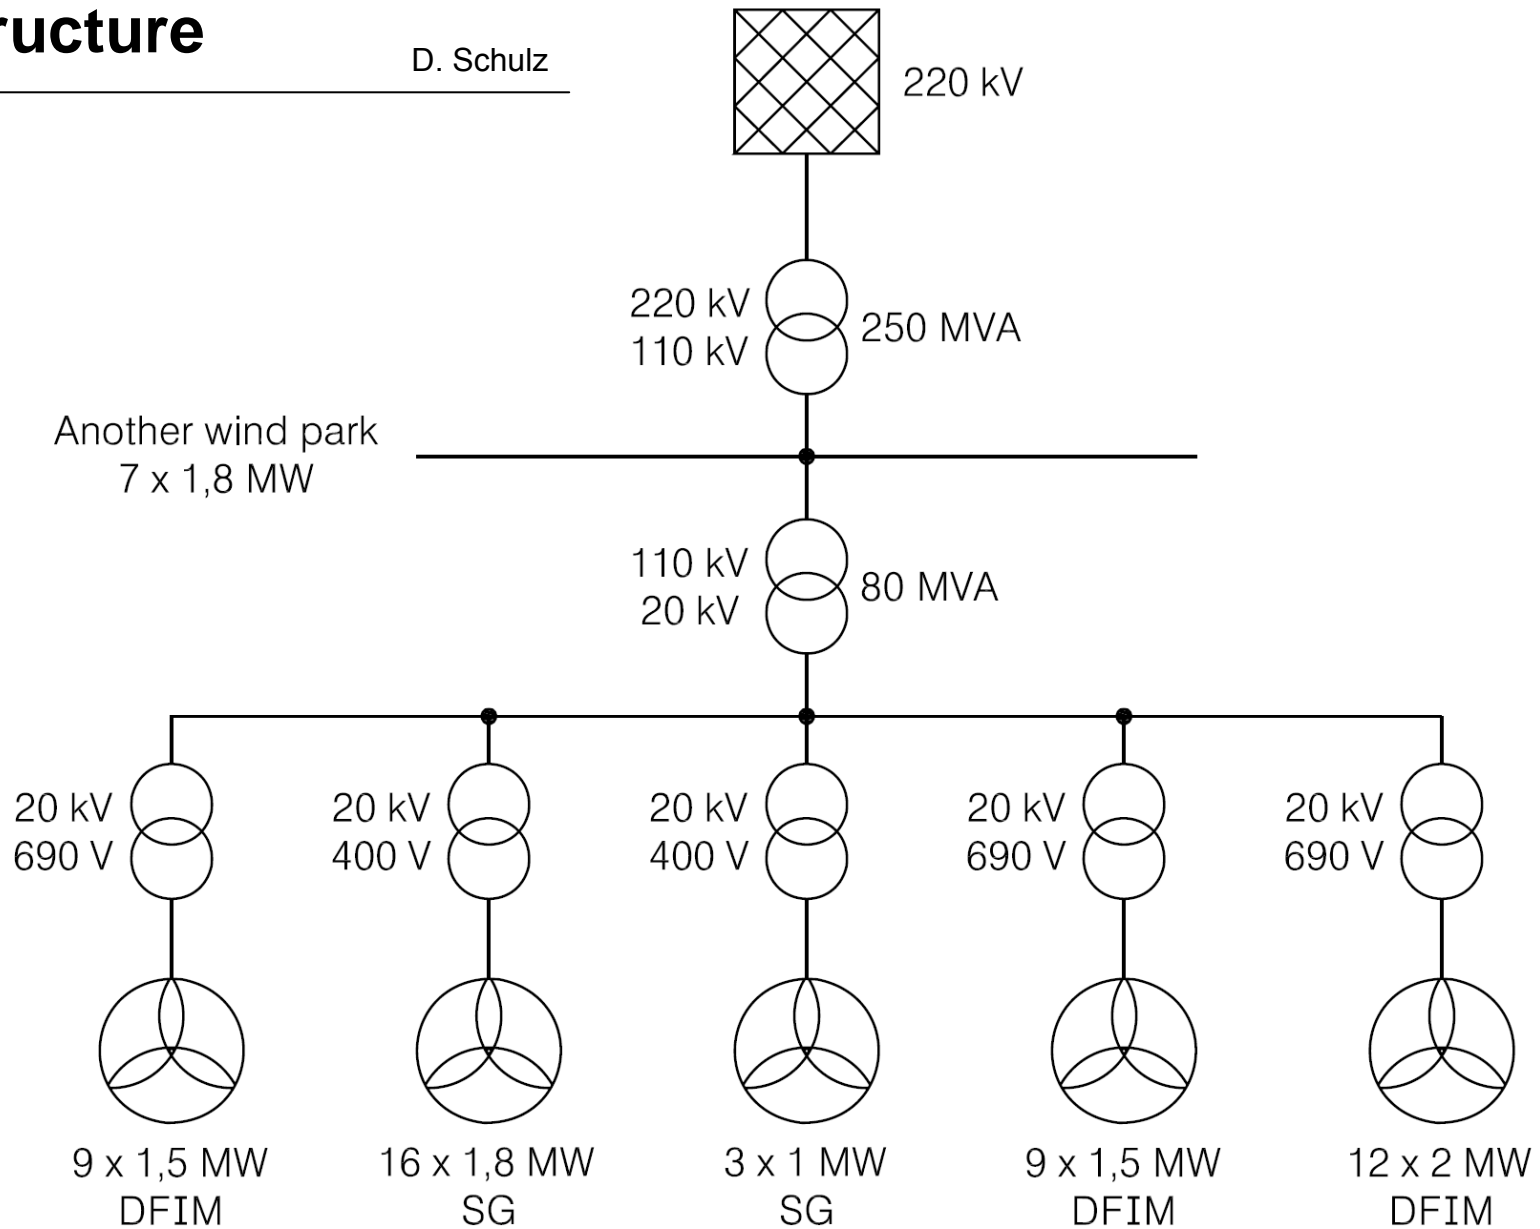 ructure
D. Schulz
220 kV
220 kV
110 kV
250 MVA
Another wind park
7 x 1,8 MW
110 kV
20 kV
80 MVA
20 kV
690 V
20 kV
400 V
20 kV
400 V
20 kV
690 V
20 kV
690 V
9 x 1,5 MW
DFIM
16 x 1,8 MW
SG
3 x 1 MW
SG
9 x 1,5 MW
DFIM
12 x 2 MW
DFIM